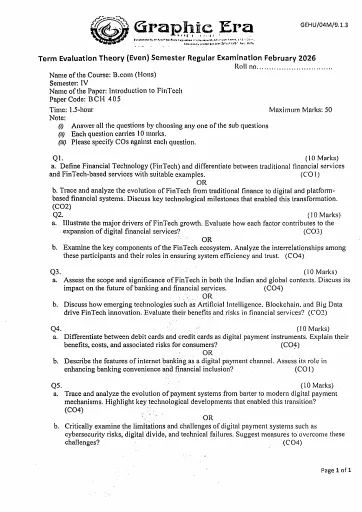 GEHU/04M/9.1.3
Graphic Era
Term Evaluation Theory (Even) Semester Regular Examination February 2026
Roll no..............................
Name of the Course: B.com (Hons)
Semester: IV
Name of the Paper: Introduction to FinTech
Paper Code: BCH 405
Time: 1.5-hour Maximum Marks: 50
Note:
(i) Answer all the questions by choosing any one of the sub questions
(ii) Each question carries 10 marks.
(iii) Please specify COs against each question.
Q1. (10 Marks)
a. Define Financial Technology (FinTech) and differentiate between traditional financial services
and FinTech-based services with suitable examples. (CO1)
OR
b. Trace and analyze the evolution of FinTech from traditional finance to digital and platform-
based financial systems. Discuss key technological milestones that enabled this transformation.
(CO2)
Q2. (10 Marks)
a. Illustrate the major drivers of FinTech growth. Evaluate how each factor contributes to the
expansion of digital financial services? (CO3)
OR
b. Examine the key components of the FinTech ecosystem. Analyze the interrelationships among
these participants and their roles in ensuring system efficiency and trust. (CO4)
Q3. (10 Marks)
a. Assess the scope and significance of FinTech in both the Indian and global contexts. Discuss its
impact on the future of banking and financial services. (CO4)
OR
b. Discuss how emerging technologies such as Artificial Intelligence, Blockchain, and Big Data
drive FinTech innovation. Evaluate their benefits and risks in financial services? (CO2)
Q4. (10 Marks)
a. Differentiate between debit cards and credit cards as digital payment instruments. Explain their
benefits, costs, and associated risks for consumers? (CO4)
OR
b. Describe the features of internet banking as a digital payment channel. Assess its role in
enhancing banking convenience and financial inclusion? (CO1)
Q5. (10 Marks)
a. Trace and analyze the evolution of payment systems from barter to modern digital payment
mechanisms. Highlight key technological developments that enabled this transition?
(CO4)
OR
b. Critically examine the limitations and challenges of digital payment systems such as
cybersecurity risks, digital divide, and technical failures. Suggest measures to overcome these
challenges? (CO4)
Page 1 of 1